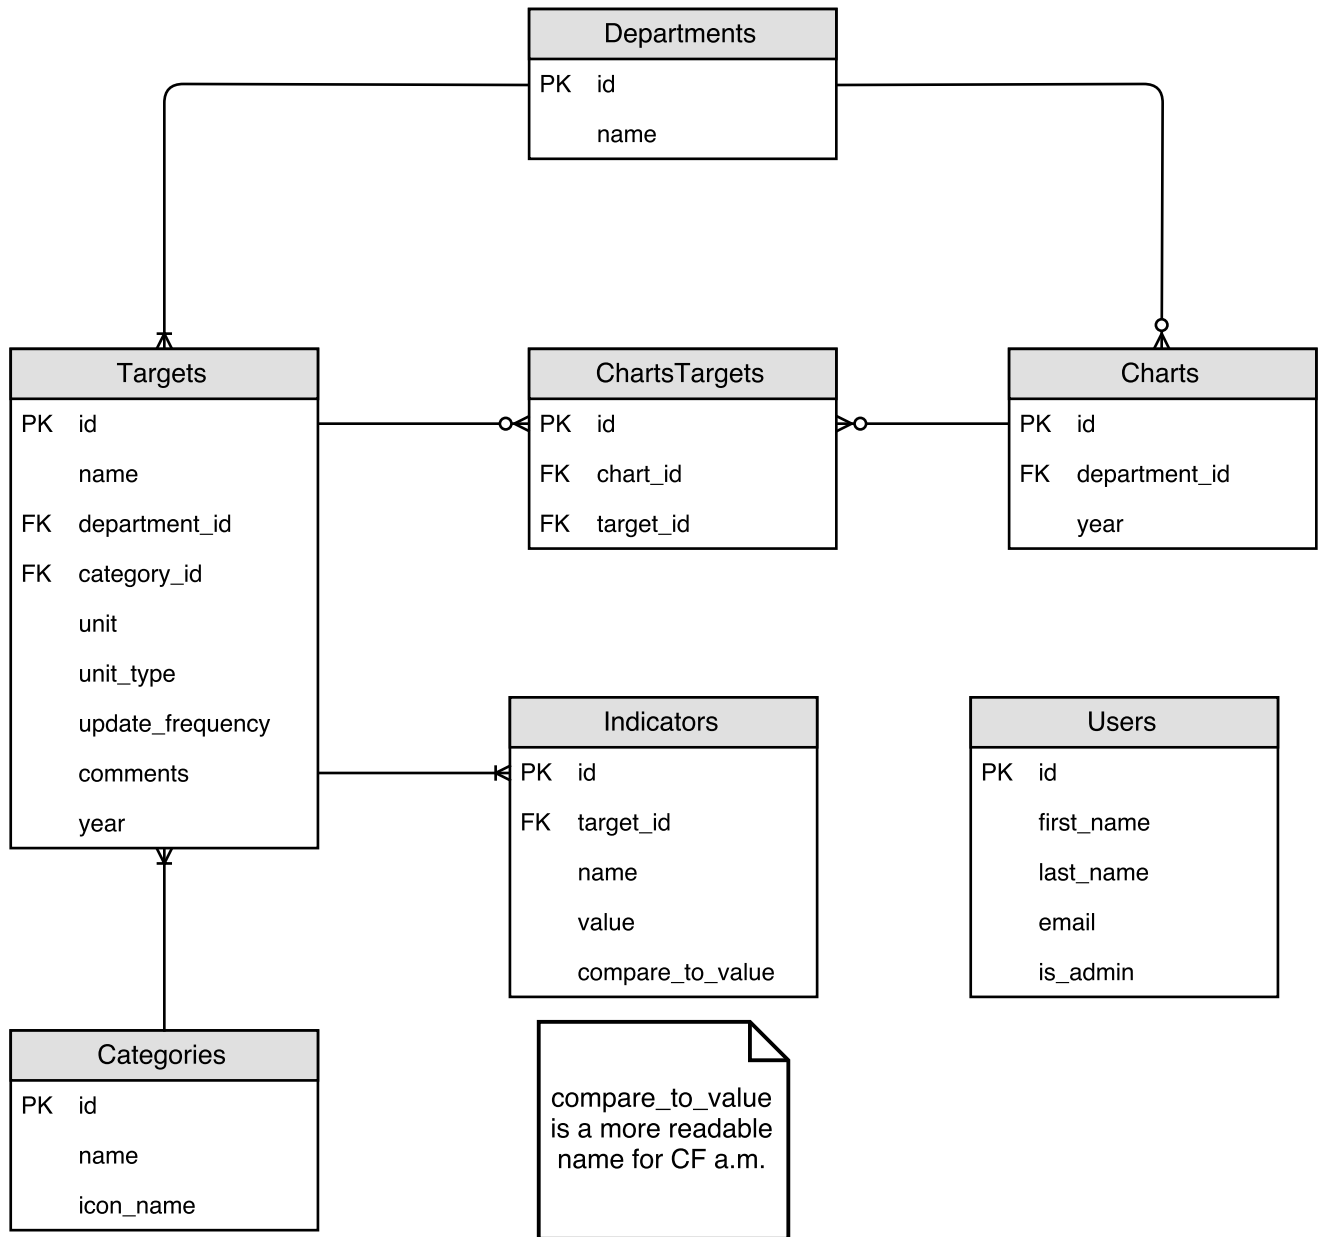 Departments
PK id
name
Targets
PK id
name
FK department_id
FK category_id
unit
unit_type
update_frequency
comments
year
ChartsTargets
PK id
FK chart_id
FK target_id
Charts
PK id
FK department_id
year
Indicators
PK id
FK target_id
name
value
compare_to_value
Users
PK id
first_name
last_name
email
is_admin
Categories
PK id
name
icon_name
compare_to_value
is a more readable
name for CF a.m.